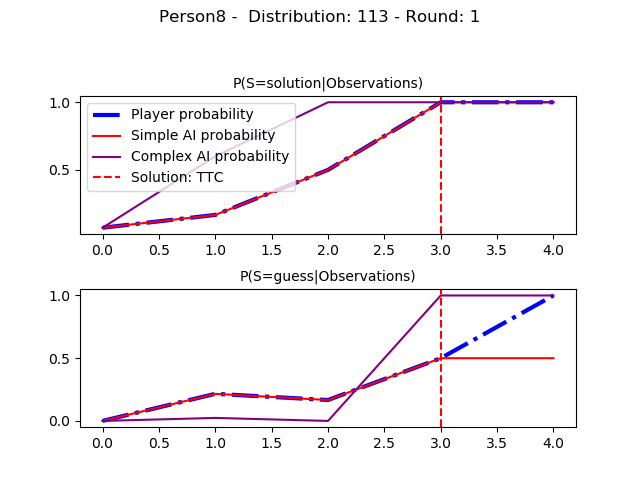 Person8 -  Distribution: 113 - Round: 1
P(S=solution|Observations)
1.0
0.5
Player probability
Simple AI probability
Complex AI probability
Solution: TTC
0.0 0.5 1.0 1.5 2.0 2.5 3.0 3.5 4.0
P(S=guess|Observations)
1.0
0.5
0.0
0.0 0.5 1.0 1.5 2.0 2.5 3.0 3.5 4.0